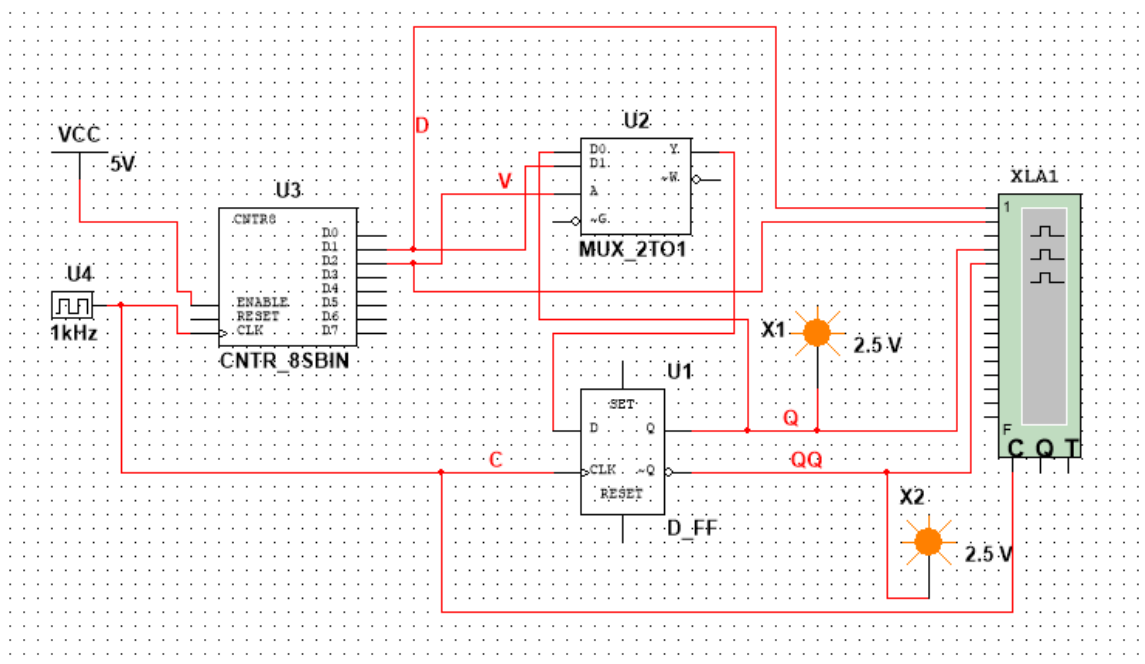 D
U2
VCC
5V
D0
D1
Y
~W
A
~G
V
MUX_2TO1
XLA1
1
F
C Q T
U3
CNTR8
D0
D1
D2
D3
D4
D5
D6
D7
ENABLE
RESET
CLK
CNTR_8SBIN
U4
1kHz
X1
2.5 V
U1
SET
D
Q
CLK
~Q
RESET
D_FF
Q
C
QQ
X2
2.5 V